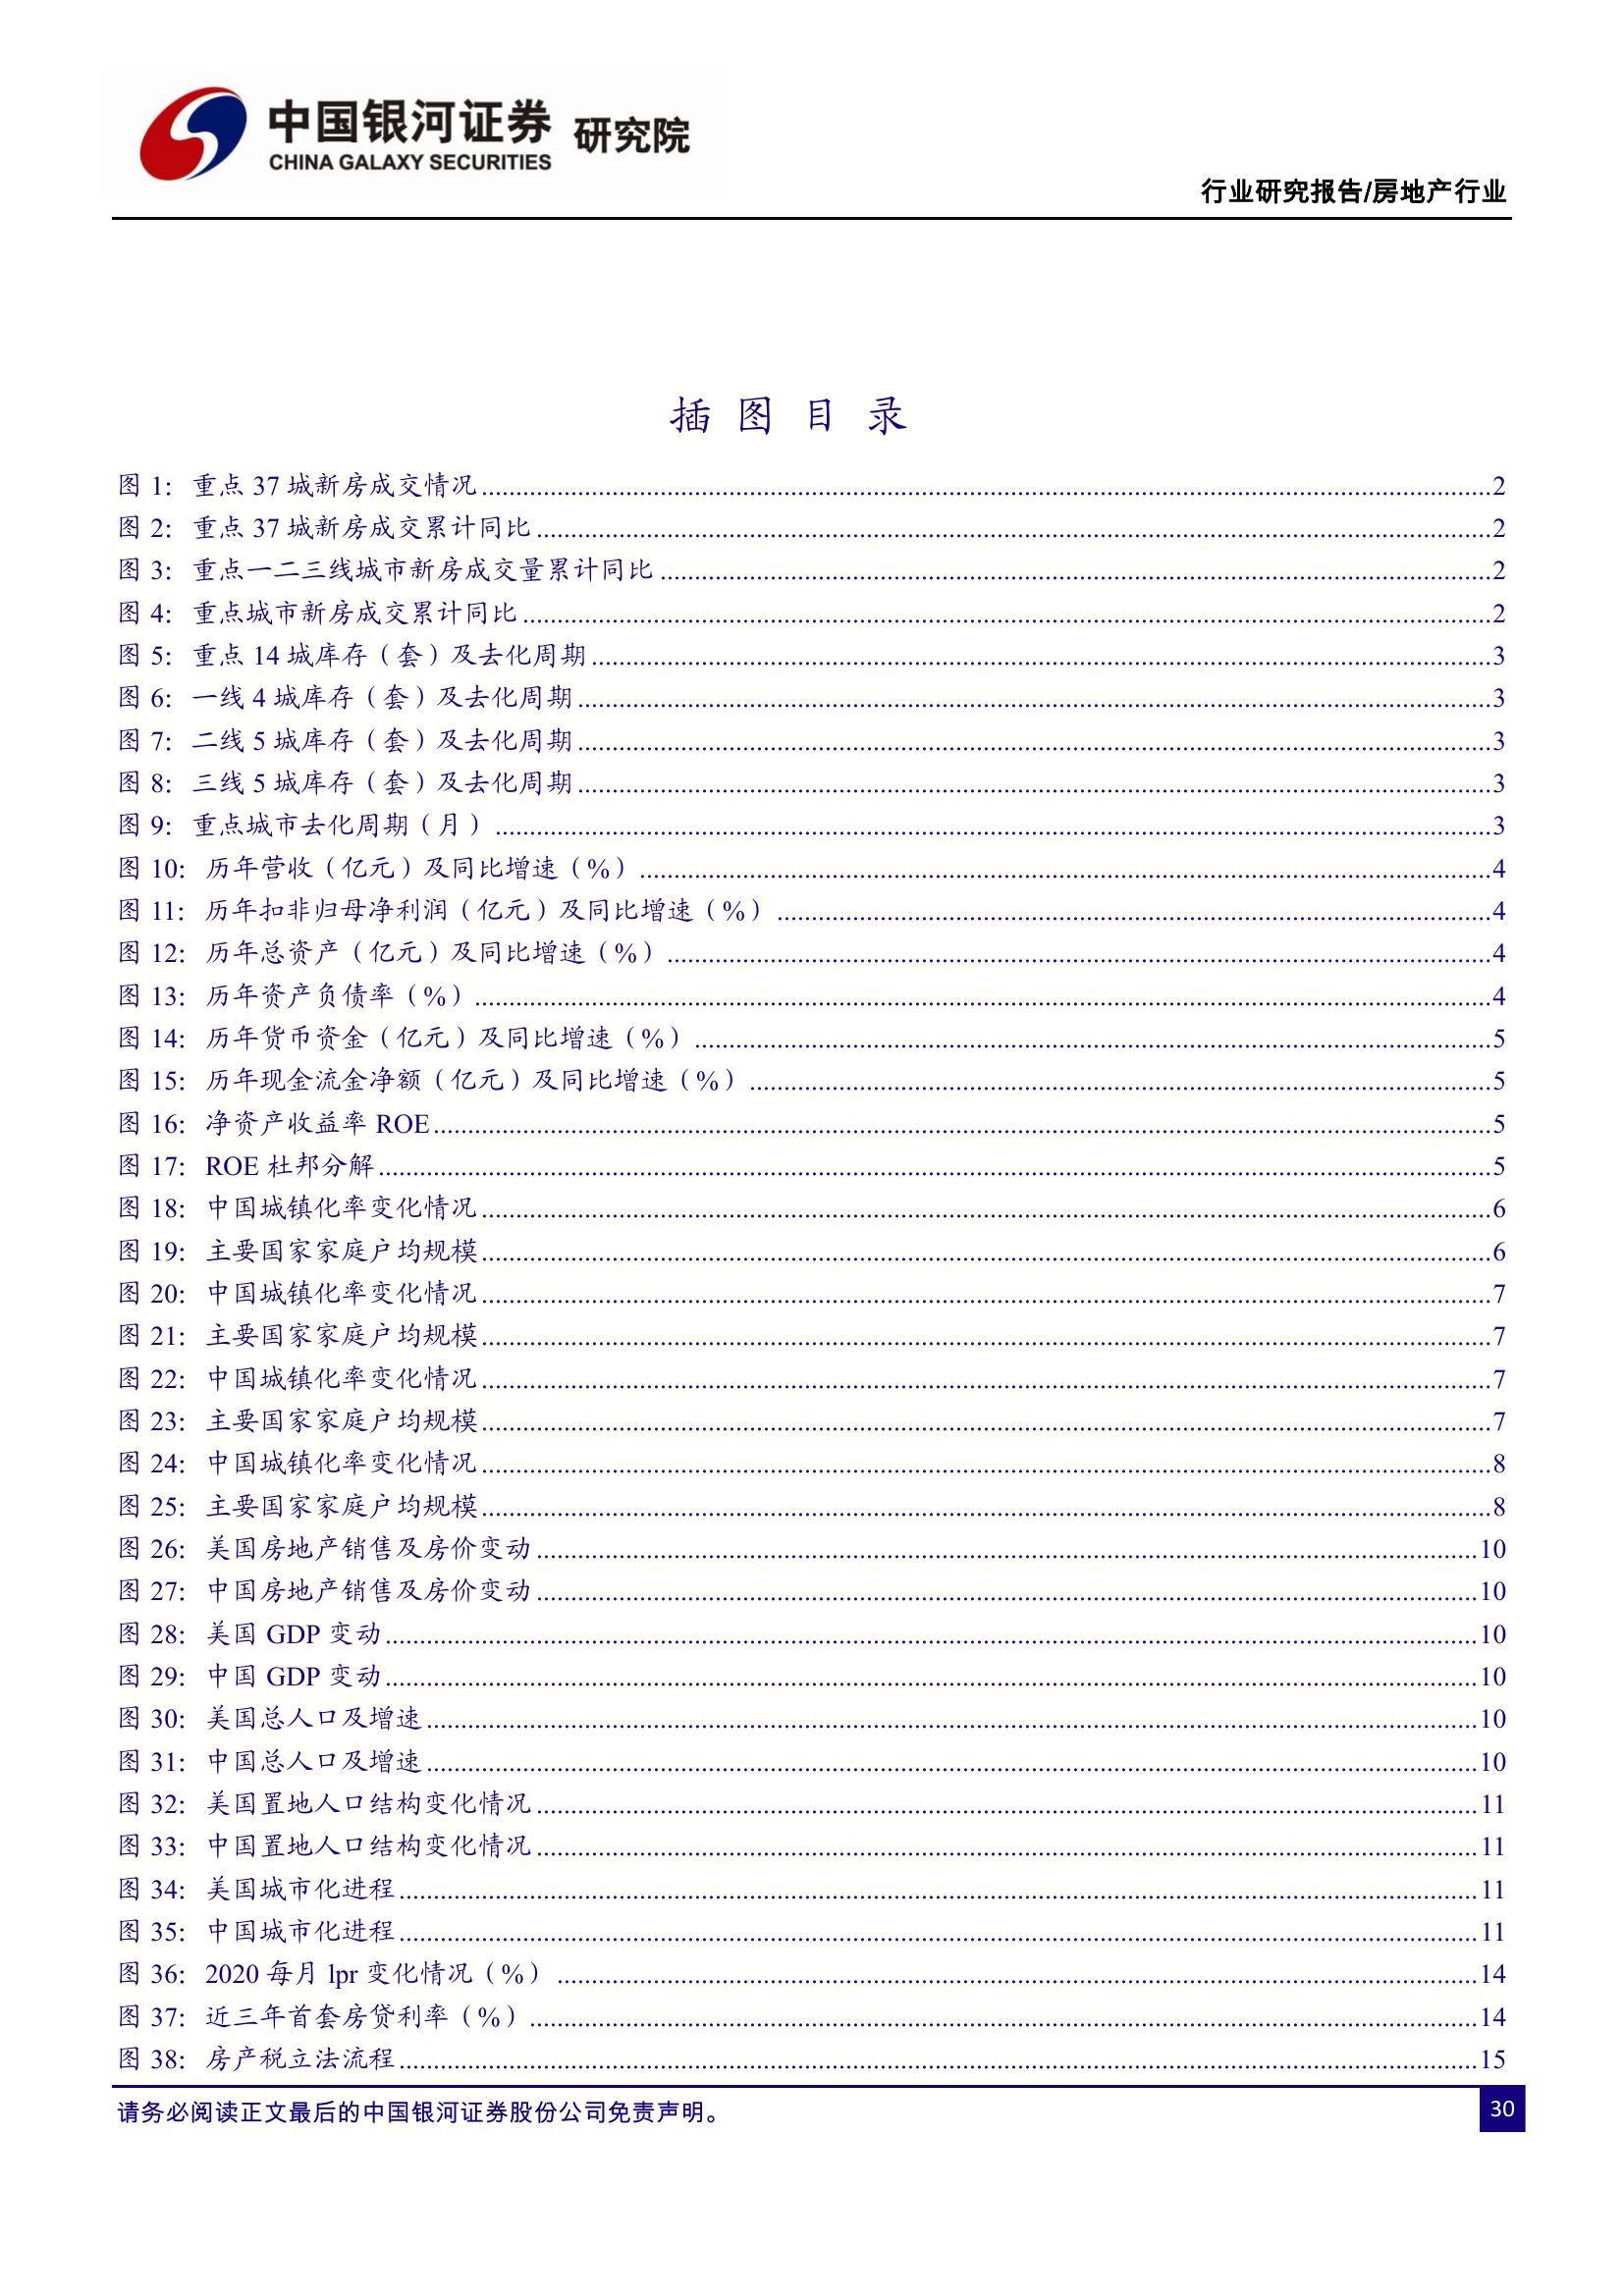 中国银河证券 研究院
CHINA GALAXY SECURITIES
行业研究报告/房地产行业
插 图 目 录
图 1: 重点 37 城新房成交情况........2
图 2: 重点 37 城新房成交累计同比........2
图 3: 重点一二三线城市新房成交量累计同比........2
图 4: 重点城市新房成交累计同比........2
图 5: 重点 14 城库存（套）及去化周期........3
图 6: 一线 4 城库存（套）及去化周期........3
图 7: 二线 5 城库存（套）及去化周期........3
图 8: 三线 5 城库存（套）及去化周期........3
图 9: 重点城市去化周期（月）........3
图 10: 历年营收（亿元）及同比增速（%）........4
图 11: 历年扣非归母净利润（亿元）及同比增速（%）........4
图 12: 历年总资产（亿元）及同比增速（%）........4
图 13: 历年资产负债率（%）........4
图 14: 历年货币资金（亿元）及同比增速（%）........5
图 15: 历年现金流金净额（亿元）及同比增速（%）........5
图 16: 净资产收益率 ROE........5
图 17: ROE 杜邦分解........5
图 18: 中国城镇化率变化情况........6
图 19: 主要国家家庭户均规模........6
图 20: 中国城镇化率变化情况........7
图 21: 主要国家家庭户均规模........7
图 22: 中国城镇化率变化情况........7
图 23: 主要国家家庭户均规模........7
图 24: 中国城镇化率变化情况........8
图 25: 主要国家家庭户均规模........8
图 26: 美国房地产销售及房价变动........10
图 27: 中国房地产销售及房价变动........10
图 28: 美国 GDP 变动........10
图 29: 中国 GDP 变动........10
图 30: 美国总人口及增速........10
图 31: 中国总人口及增速........10
图 32: 美国置地人口结构变化情况........11
图 33: 中国置地人口结构变化情况........11
图 34: 美国城市化进程........11
图 35: 中国城市化进程........11
图 36: 2020 每月 lpr 变化情况（%）........14
图 37: 近三年首套房贷利率（%）........14
图 38: 房产税立法流程........15
请务必阅读正文最后的中国银河证券股份公司免责声明。
30